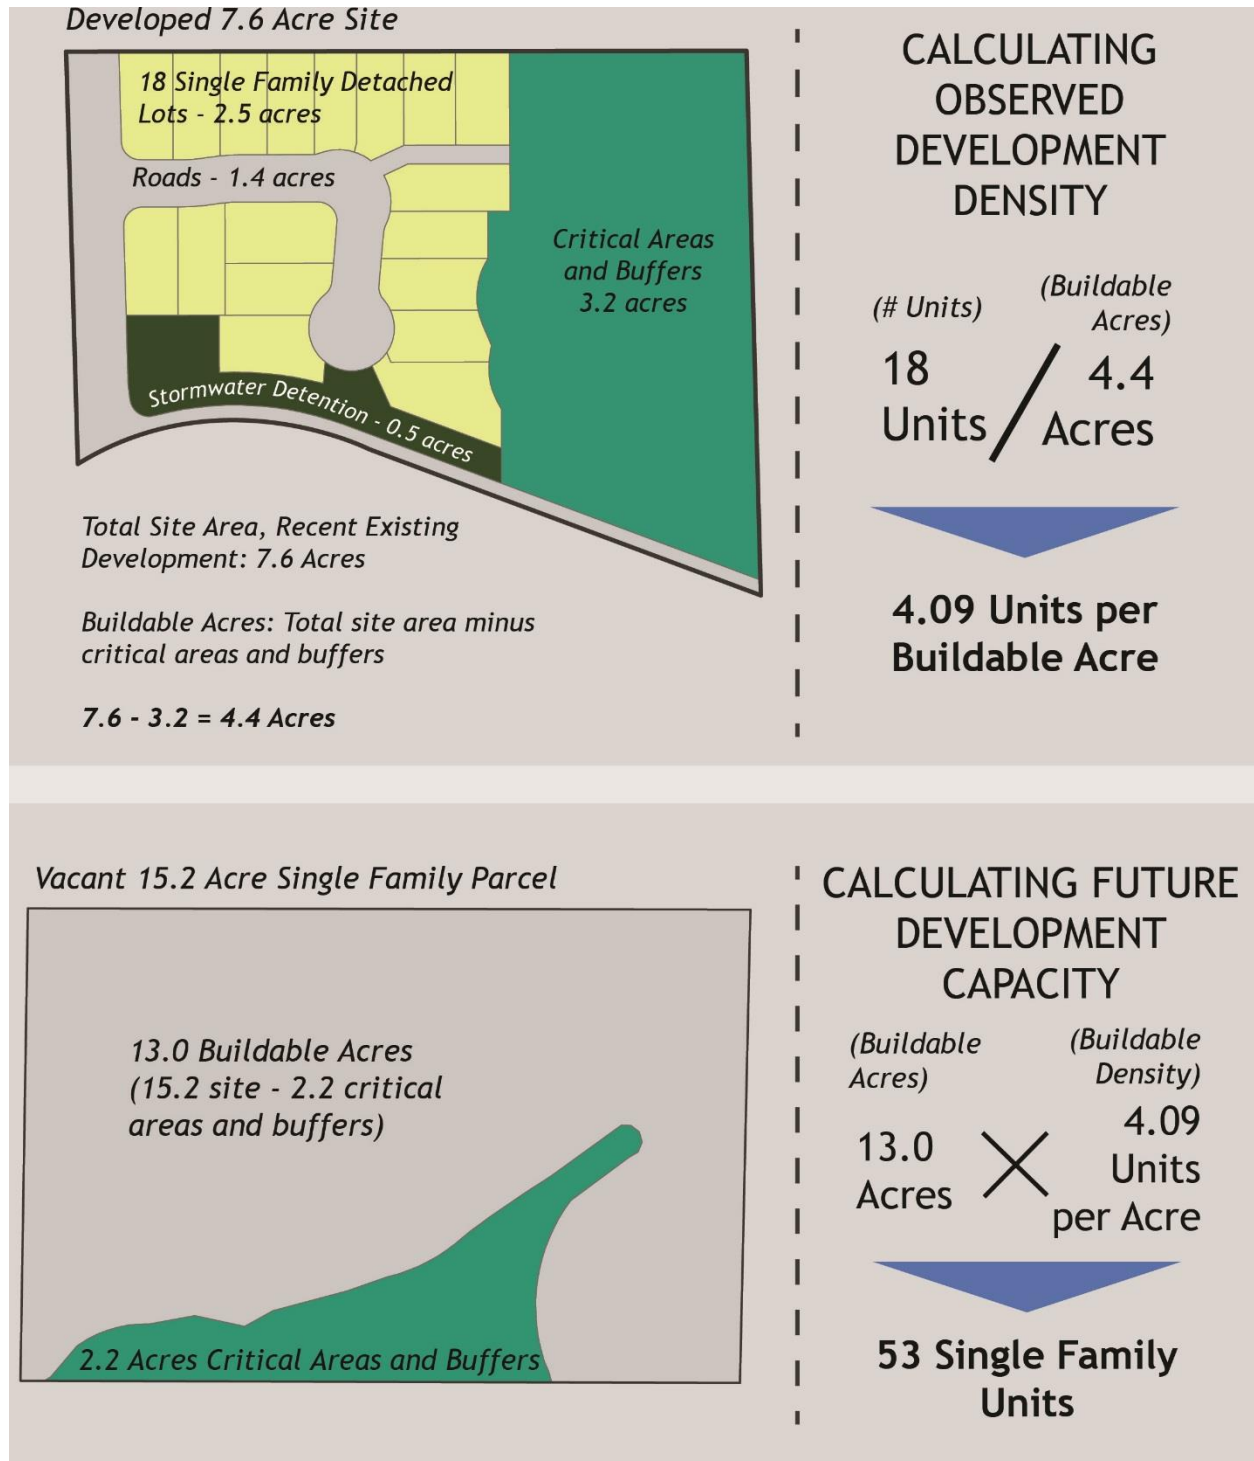 Developed 7.6 Acre Site
18 Single Family Detached
Lots - 2.5 acres
Roads - 1.4 acres
Critical Areas
and Buffers
3.2 acres
Stormwater Detention - 0.5 acres
Total Site Area, Recent Existing
Development: 7.6 Acres
Buildable Acres: Total site area minus
critical areas and buffers
7.6 - 3.2 = 4.4 Acres
CALCULATING
OBSERVED
DEVELOPMENT
DENSITY
(# Units)
(Buildable
Acres)
18
Units
/
4.4
Acres
4.09 Units per
Buildable Acre
Vacant 15.2 Acre Single Family Parcel
13.0 Buildable Acres
(15.2 site - 2.2 critical
areas and buffers)
2.2 Acres Critical Areas and Buffers
CALCULATING FUTURE
DEVELOPMENT
CAPACITY
(Buildable
Acres)
(Buildable
Density)
13.0
Acres
×
4.09
Units
per Acre
53 Single Family
Units